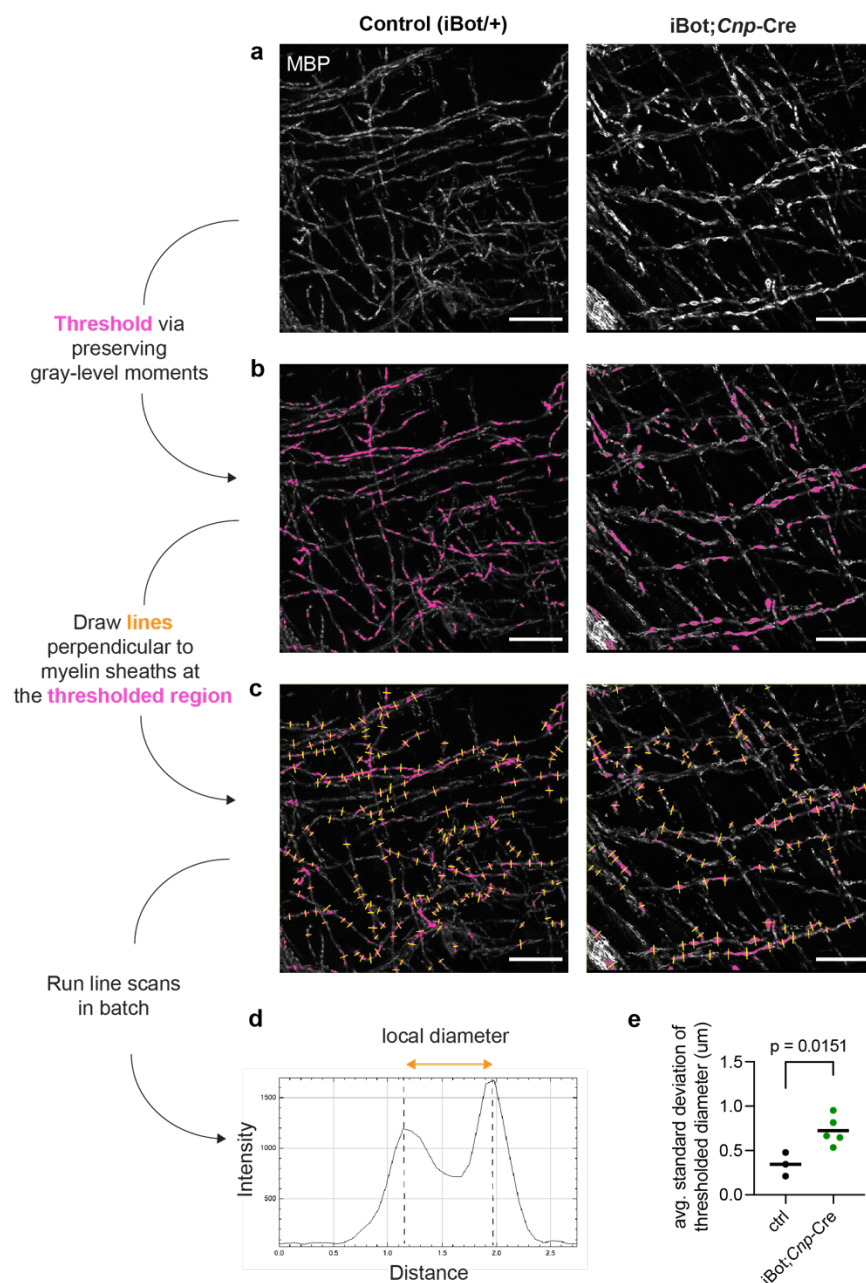 Control (iBot/+)
iBot;Cnp-Cre
a
MBP
Threshold via
preserving
gray-level moments
b
Draw lines
perpendicular to
myelin sheaths at
the thresholded region
c
Run line scans
in batch
d
local diameter
Intensity
1500
1000
500
0.0
0.5
1.0
1.5
2.0
2.5
Distance
e
p = 0.0151
avg. standard deviation of
thresholded diameter (um)
1.5
1.0
0.5
0.0
ctrl
iBot;Cnp-Cre